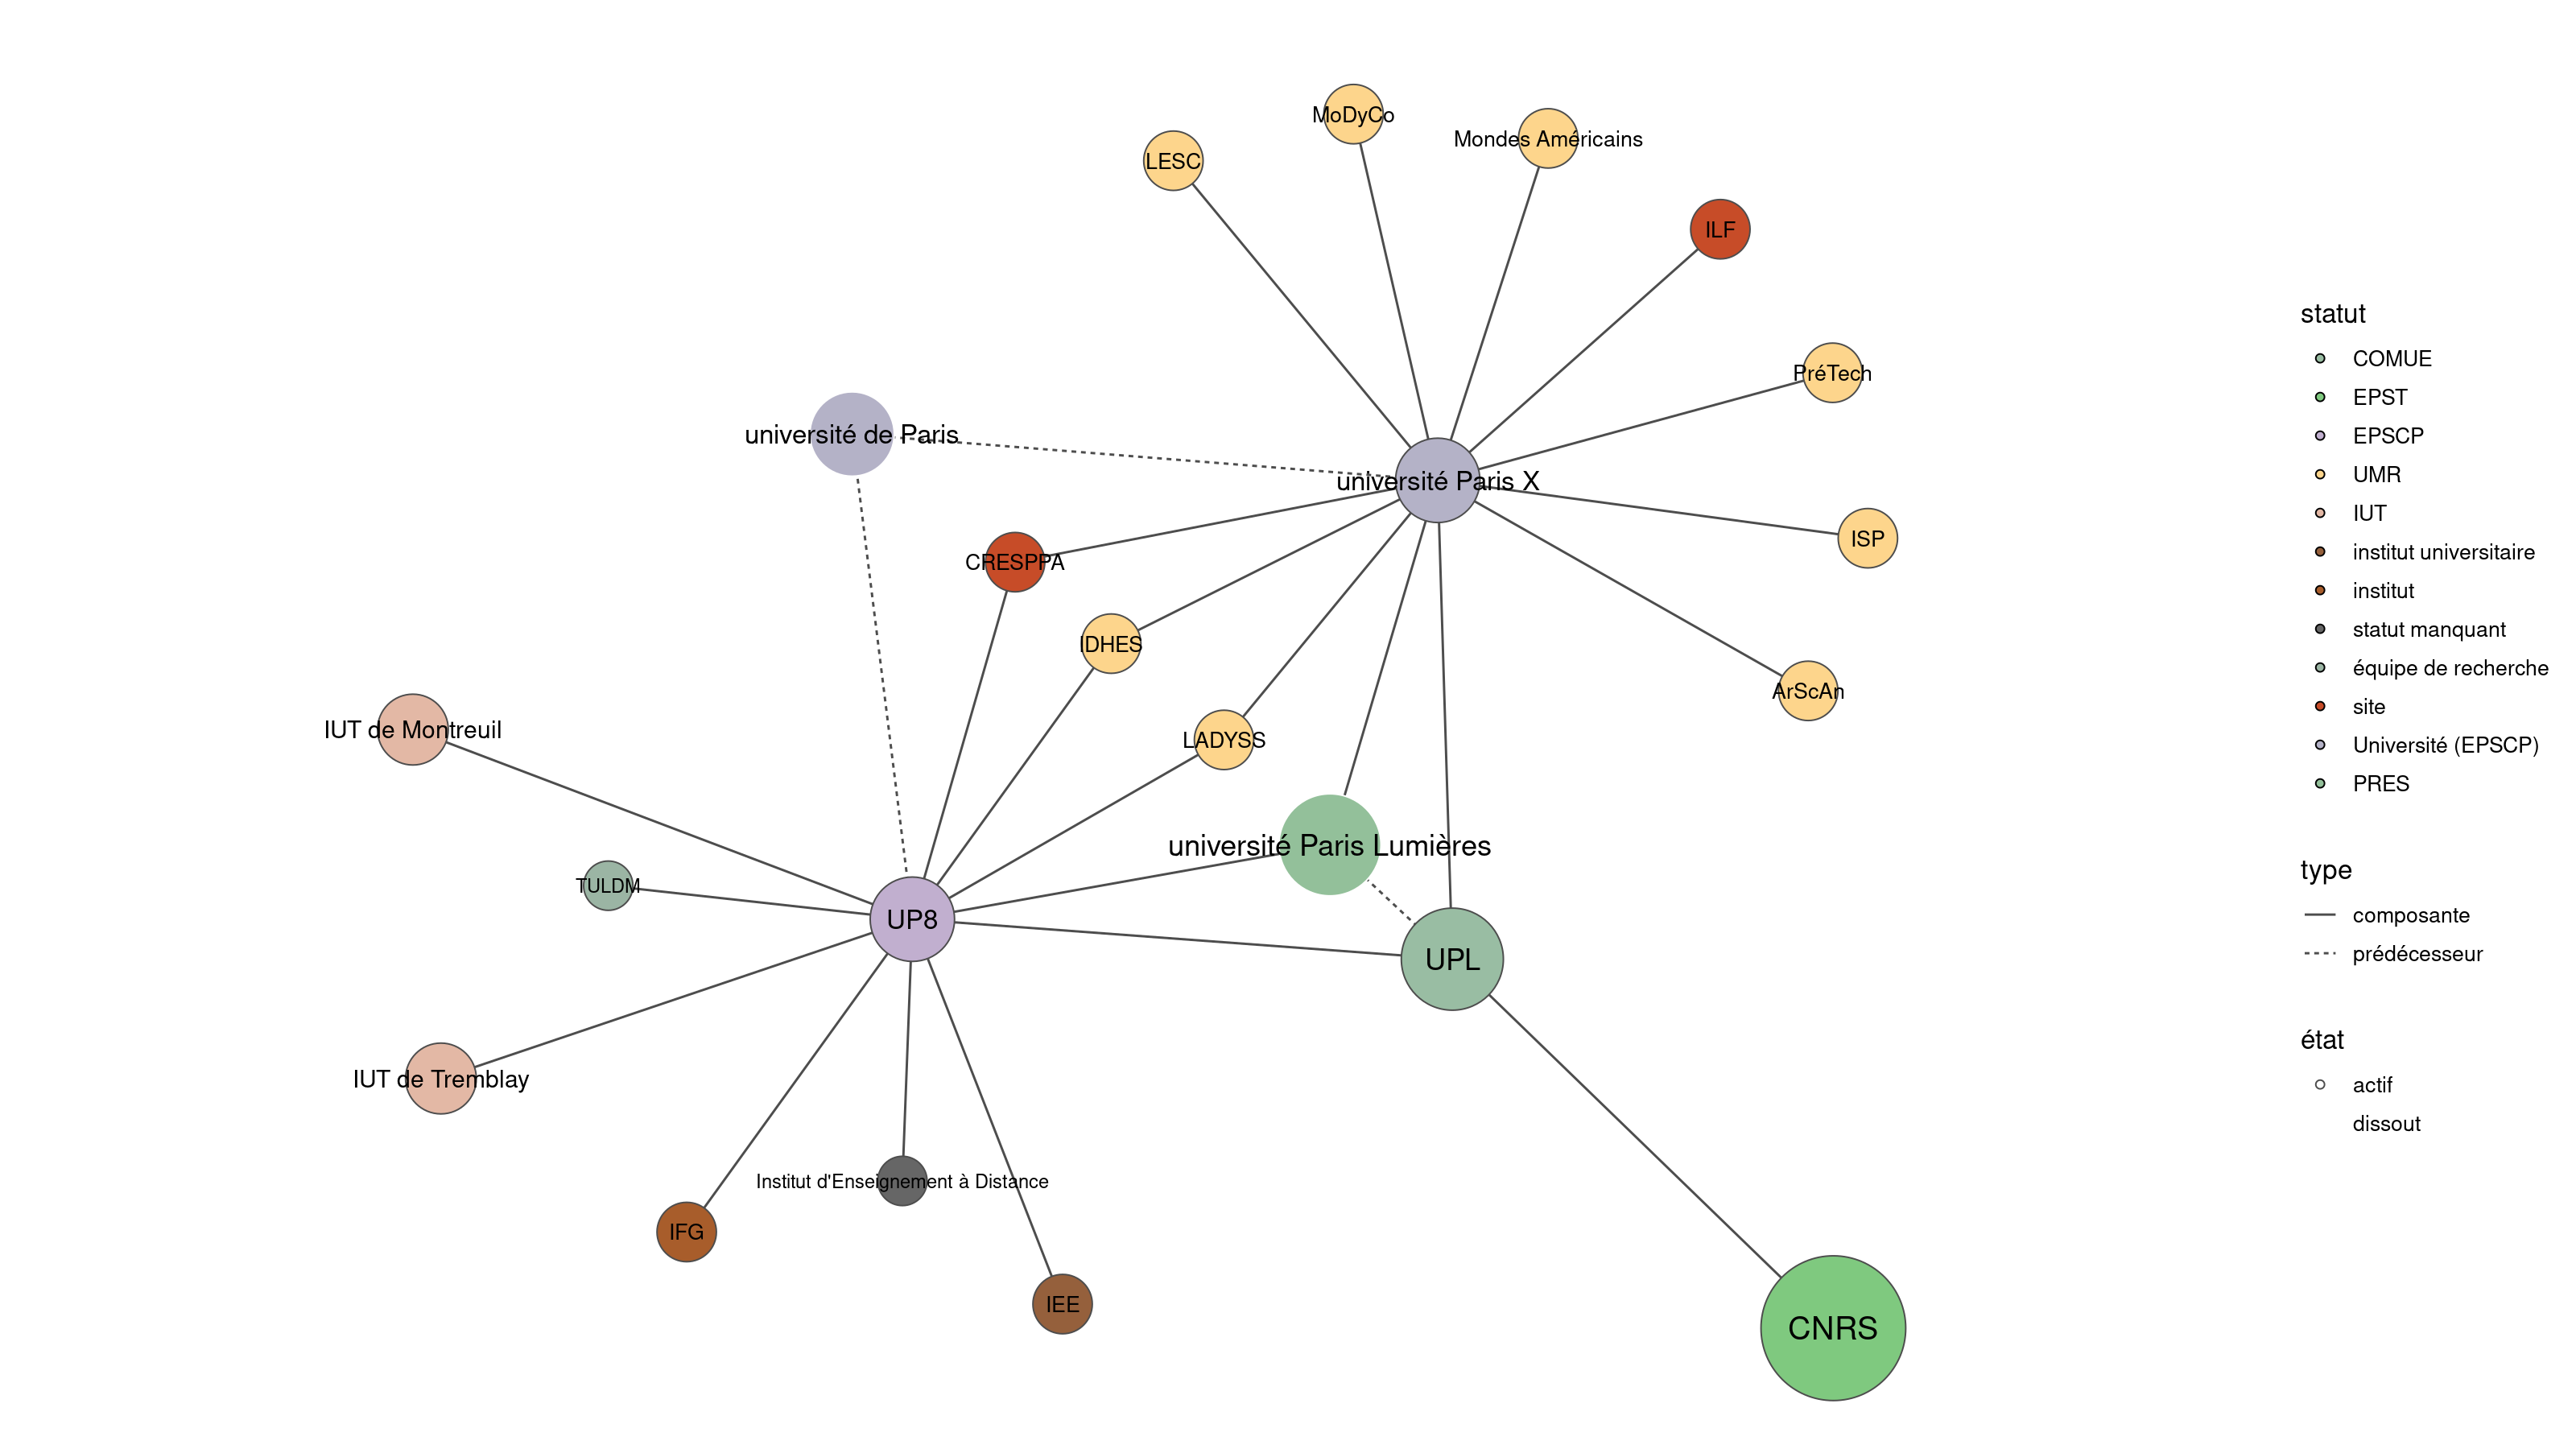 MoDyCo
Mondes Américains
LESC
ILF
PréTech
université de Paris
université Paris X
ISP
CRESPPA
IDHES
ArScAn
IUT de Montreuil
LADYSS
université Paris Lumières
TULDM
UP8
UPL
IUT de Tremblay
Institut d'Enseignement à Distance
IFG
IEE
CNRS
statut
COMUE
EPST
EPSCP
UMR
IUT
institut universitaire
institut
statut manquant
équipe de recherche
site
Université (EPSCP)
PRES
type
composante
prédécesseur
état
actif
dissout